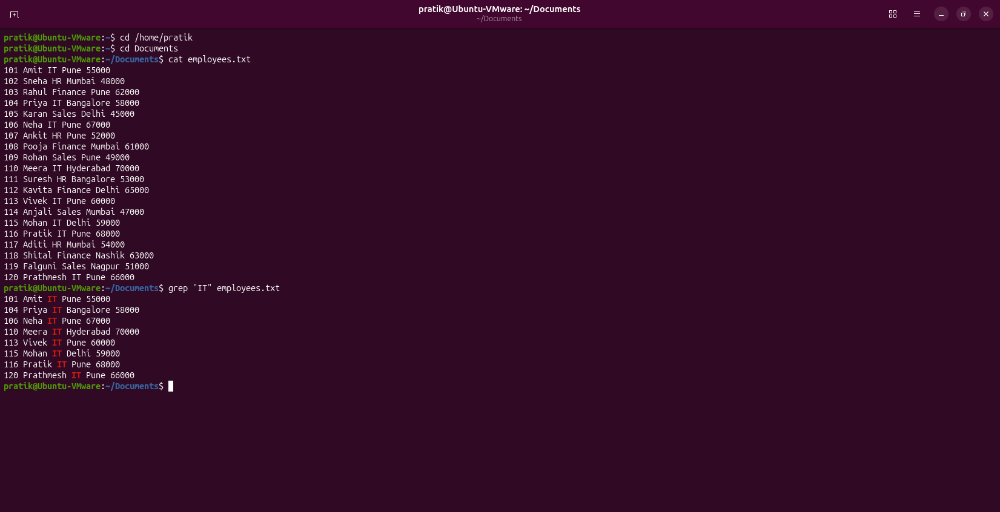 pratik@Ubuntu-VMware: ~/Documents
~/Documents
pratik@Ubuntu-VMware:~$ cd /home/pratik
pratik@Ubuntu-VMware:~$ cd Documents
pratik@Ubuntu-VMware:~/Documents$ cat employees.txt
101 Amit IT Pune 55000
102 Sneha HR Mumbai 48000
103 Rahul Finance Pune 62000
104 Priya IT Bangalore 58000
105 Karan Sales Delhi 45000
106 Neha IT Pune 67000
107 Ankit HR Pune 52000
108 Pooja Finance Mumbai 61000
109 Rohan Sales Pune 49000
110 Meera IT Hyderabad 70000
111 Suresh HR Bangalore 53000
112 Kavita Finance Delhi 65000
113 Vivek IT Pune 60000
114 Anjali Sales Mumbai 47000
115 Mohan IT Delhi 59000
116 Pratik IT Pune 68000
117 Aditi HR Mumbai 54000
118 Shital Finance Nashik 63000
119 Falguni Sales Nagpur 51000
120 Prathmesh IT Pune 66000
pratik@Ubuntu-VMware:~/Documents$ grep "IT" employees.txt
101 Amit IT Pune 55000
104 Priya IT Bangalore 58000
106 Neha IT Pune 67000
110 Meera IT Hyderabad 70000
113 Vivek IT Pune 60000
115 Mohan IT Delhi 59000
116 Pratik IT Pune 68000
120 Prathmesh IT Pune 66000
pratik@Ubuntu-VMware:~/Documents$